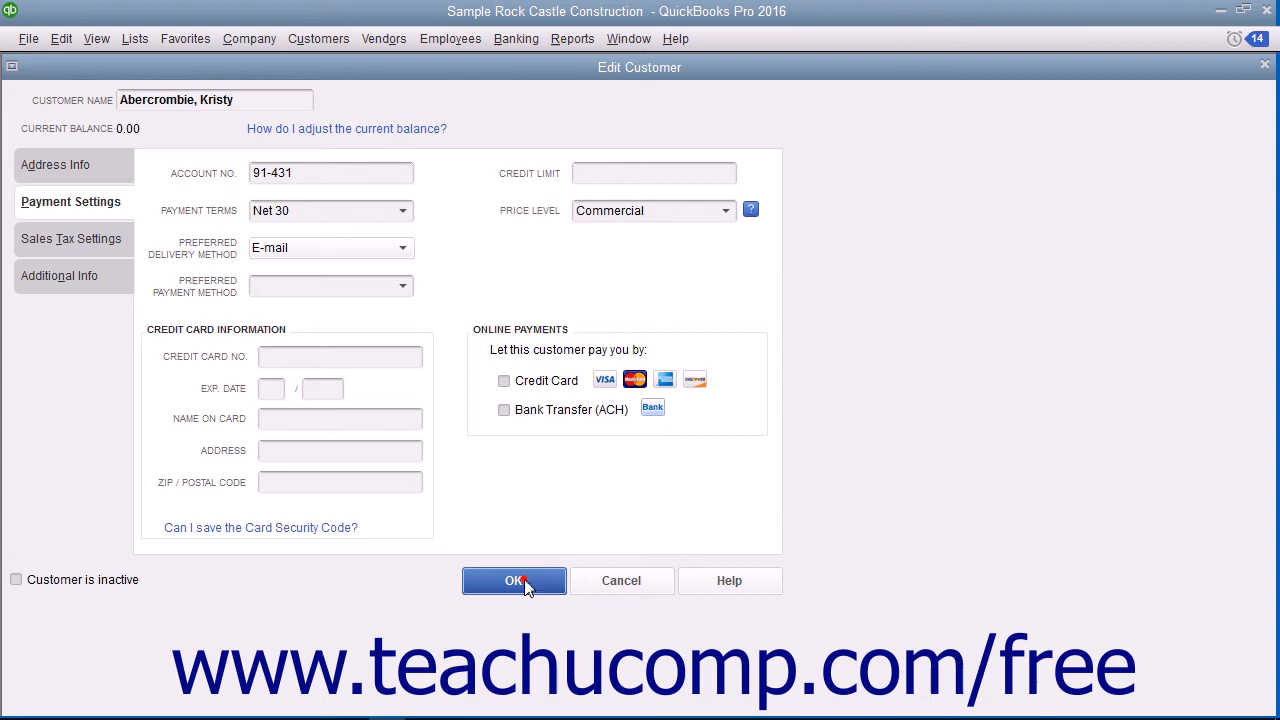 qb
Sample Rock Castle Construction - QuickBooks Pro 2016
File Edit View Lists Favorites Company Customers Vendors Employees Banking Reports Window Help 14
Edit Customer
CUSTOMER NAME Abercrombie, Kristy
CURRENT BALANCE 0.00 How do I adjust the current balance?
Address Info
Payment Settings
Sales Tax Settings
Additional Info
ACCOUNT NO. 91-431
CREDIT LIMIT
PAYMENT TERMS Net 30
PRICE LEVEL Commercial ?
PREFERRED
DELIVERY METHOD E-mail
PREFERRED
PAYMENT METHOD
CREDIT CARD INFORMATION
CREDIT CARD NO.
EXP. DATE /
NAME ON CARD
ADDRESS
ZIP / POSTAL CODE
Can I save the Card Security Code?
ONLINE PAYMENTS
Let this customer pay you by:
Credit Card VISA MasterCard DISCOVER
Bank Transfer (ACH) Bank
Customer is inactive
OK Cancel Help
www.teachucomp.com/free